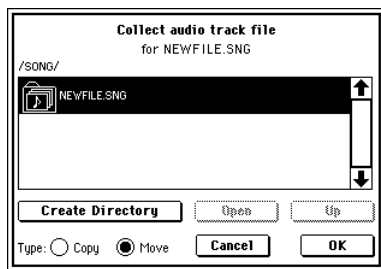 Collect audio track file
for NEWFILE.SNG
/SONG/
NEWFILE.SNG
Create Directory Open Up
Type: Copy Move Cancel OK